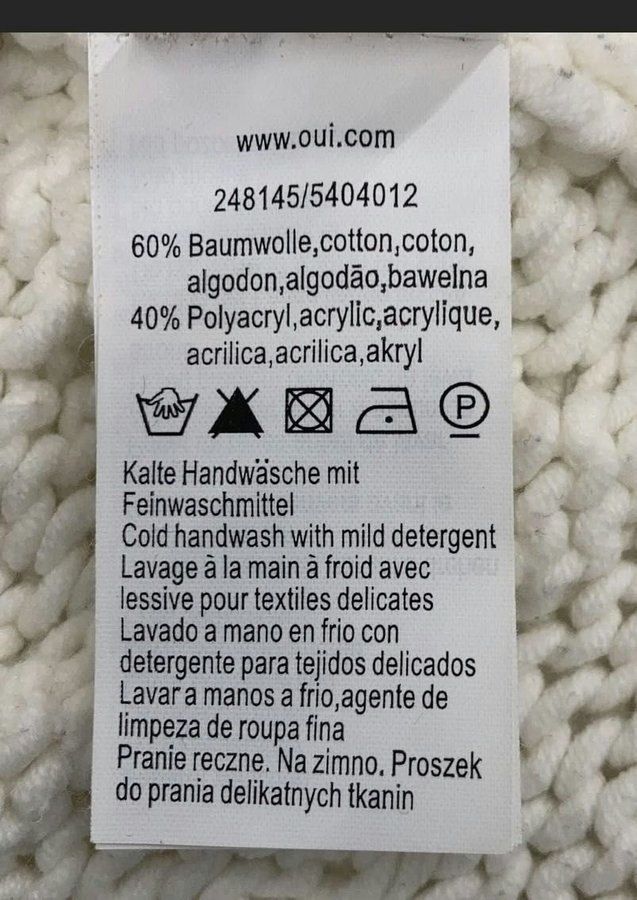 www.oui.com
248145/5404012
60% Baumwolle,cotton,coton,
algodon,algodão,bawelna
40% Polyacryl,acrylic,acrylique,
acrilica,acrilica,akryl
P
Kalte Handwäsche mit
Feinwaschmittel
Cold handwash with mild detergent
Lavage à la main à froid avec
lessive pour textiles delicates
Lavado a mano en frio con
detergente para tejidos delicados
Lavar a manos a frio,agente de
limpeza de roupa fina
Pranie reczne. Na zimno. Proszek
do prania delikatnych tkanin